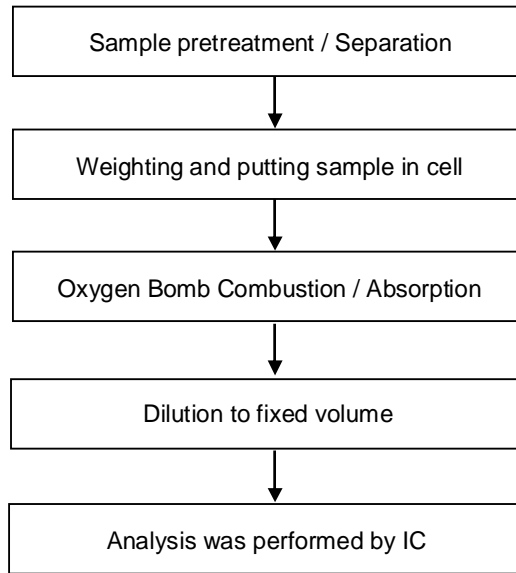 Sample pretreatment / Separation
Weighting and putting sample in cell
Oxygen Bomb Combustion / Absorption
Dilution to fixed volume
Analysis was performed by IC